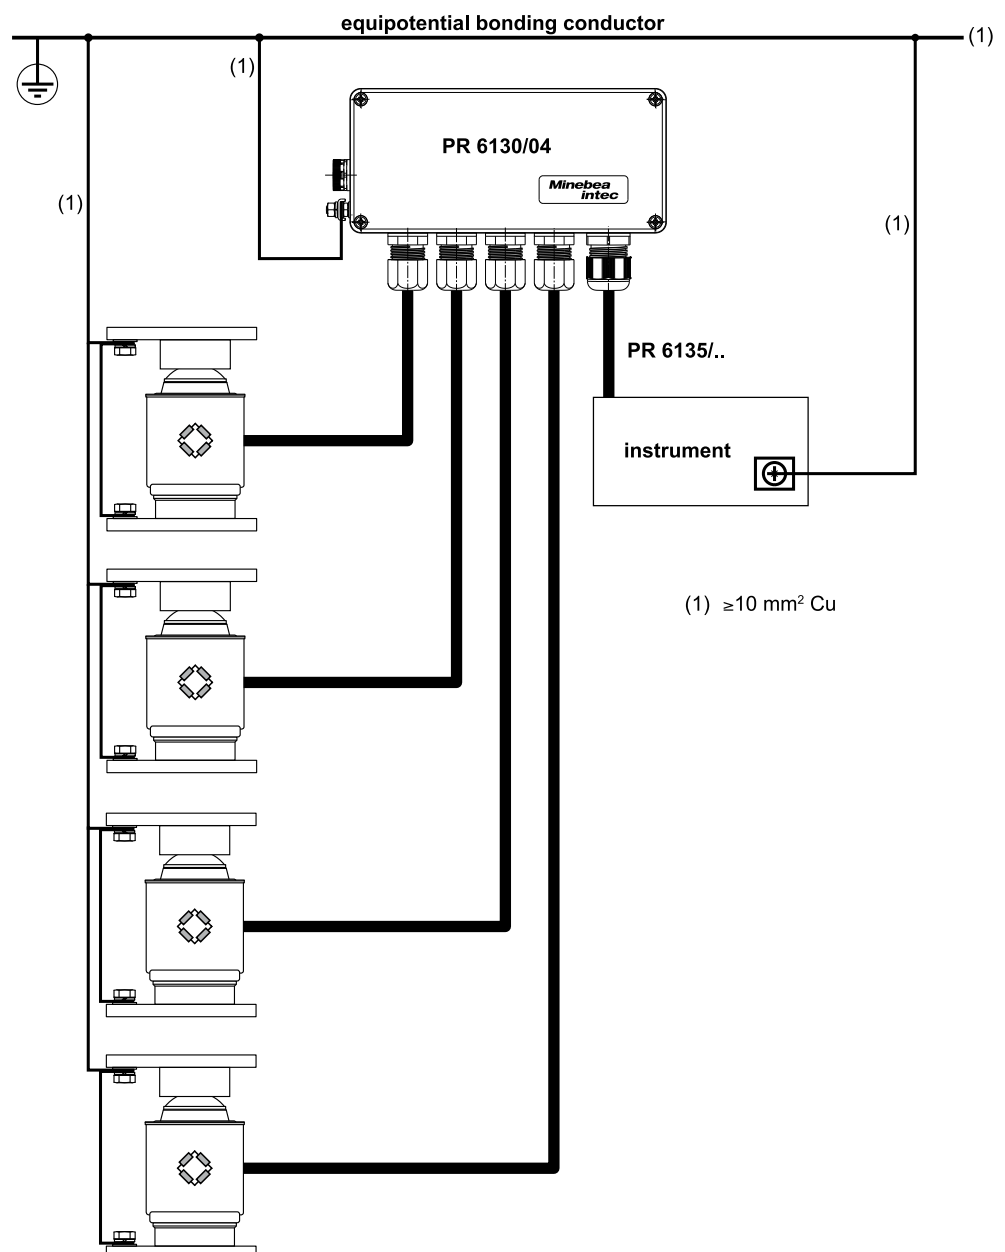 equipotential bonding conductor
(1)
(1)
PR 6130/04
Minebea
intec
(1)
(1)
PR 6135/..
instrument
(1) ≥10 mm² Cu